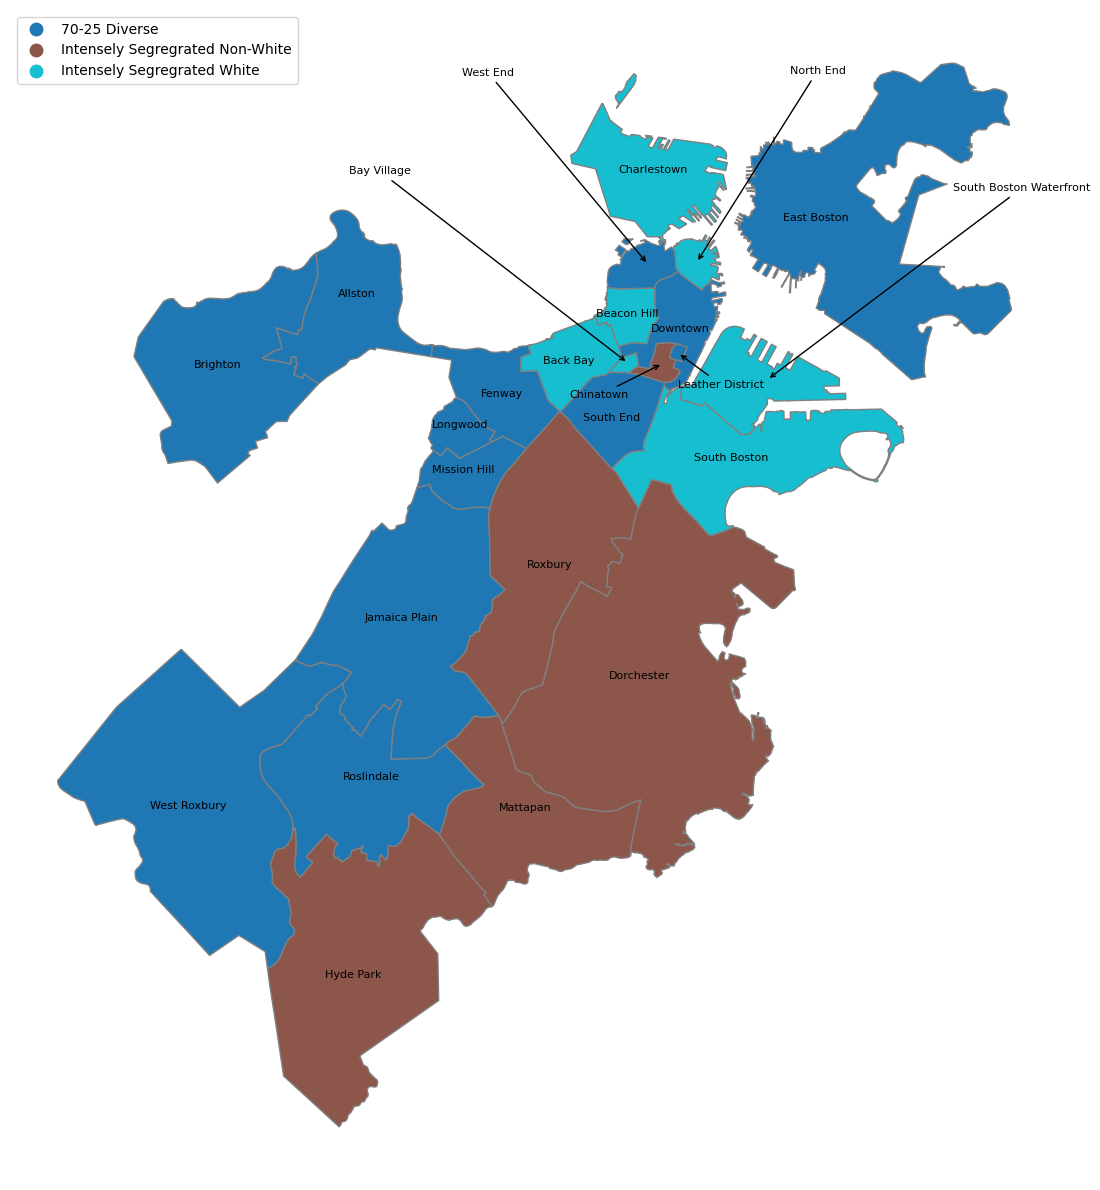 70-25 Diverse
Intensely Segregrated Non-White
Intensely Segregrated White
West End
North End
Bay Village
Charlestown
South Boston Waterfront
East Boston
Allston
Beacon Hill
Downtown
Brighton
Back Bay
Leather District
Fenway
Chinatown
South End
Longwood
South Boston
Mission Hill
Roxbury
Jamaica Plain
Dorchester
Roslindale
West Roxbury
Mattapan
Hyde Park